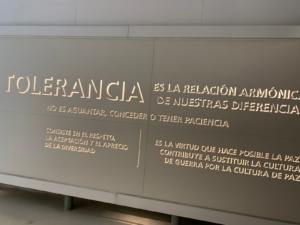 TOLERANCIA
ES LA RELACIÓN ARMÓNICA
DE NUESTRAS DIFERENCIA
NO ES AGUANTAR, CONCEDER O TENER PACIENCIA
CONSISTE EN EL RESPETO,
LA ACEPTACIÓN Y EL APRECIO
DE LA DIVERSIDAD
ES LA VIRTUD QUE HACE POSIBLE LA PAZ
CONTRIBUYE A SUSTITUIR LA CULTURA
DE GUERRA POR LA CULTURA DE PAZ